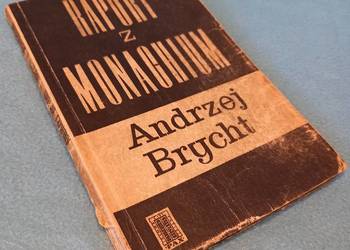 RAPORT
Z
MONACHIUM
Andrzej
Brycht